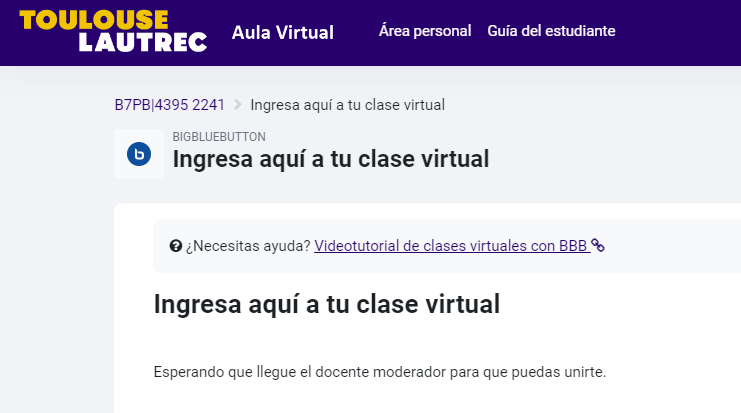 TOULOUSE
LAUTREC
Aula Virtual
Área personal
Guía del estudiante
B7PB|4395 2241 > Ingresa aquí a tu clase virtual
BIGBLUEBUTTON
Ingresa aquí a tu clase virtual
¿Necesitas ayuda? Videotutorial de clases virtuales con BBB
Ingresa aquí a tu clase virtual
Esperando que llegue el docente moderador para que puedas unirte.